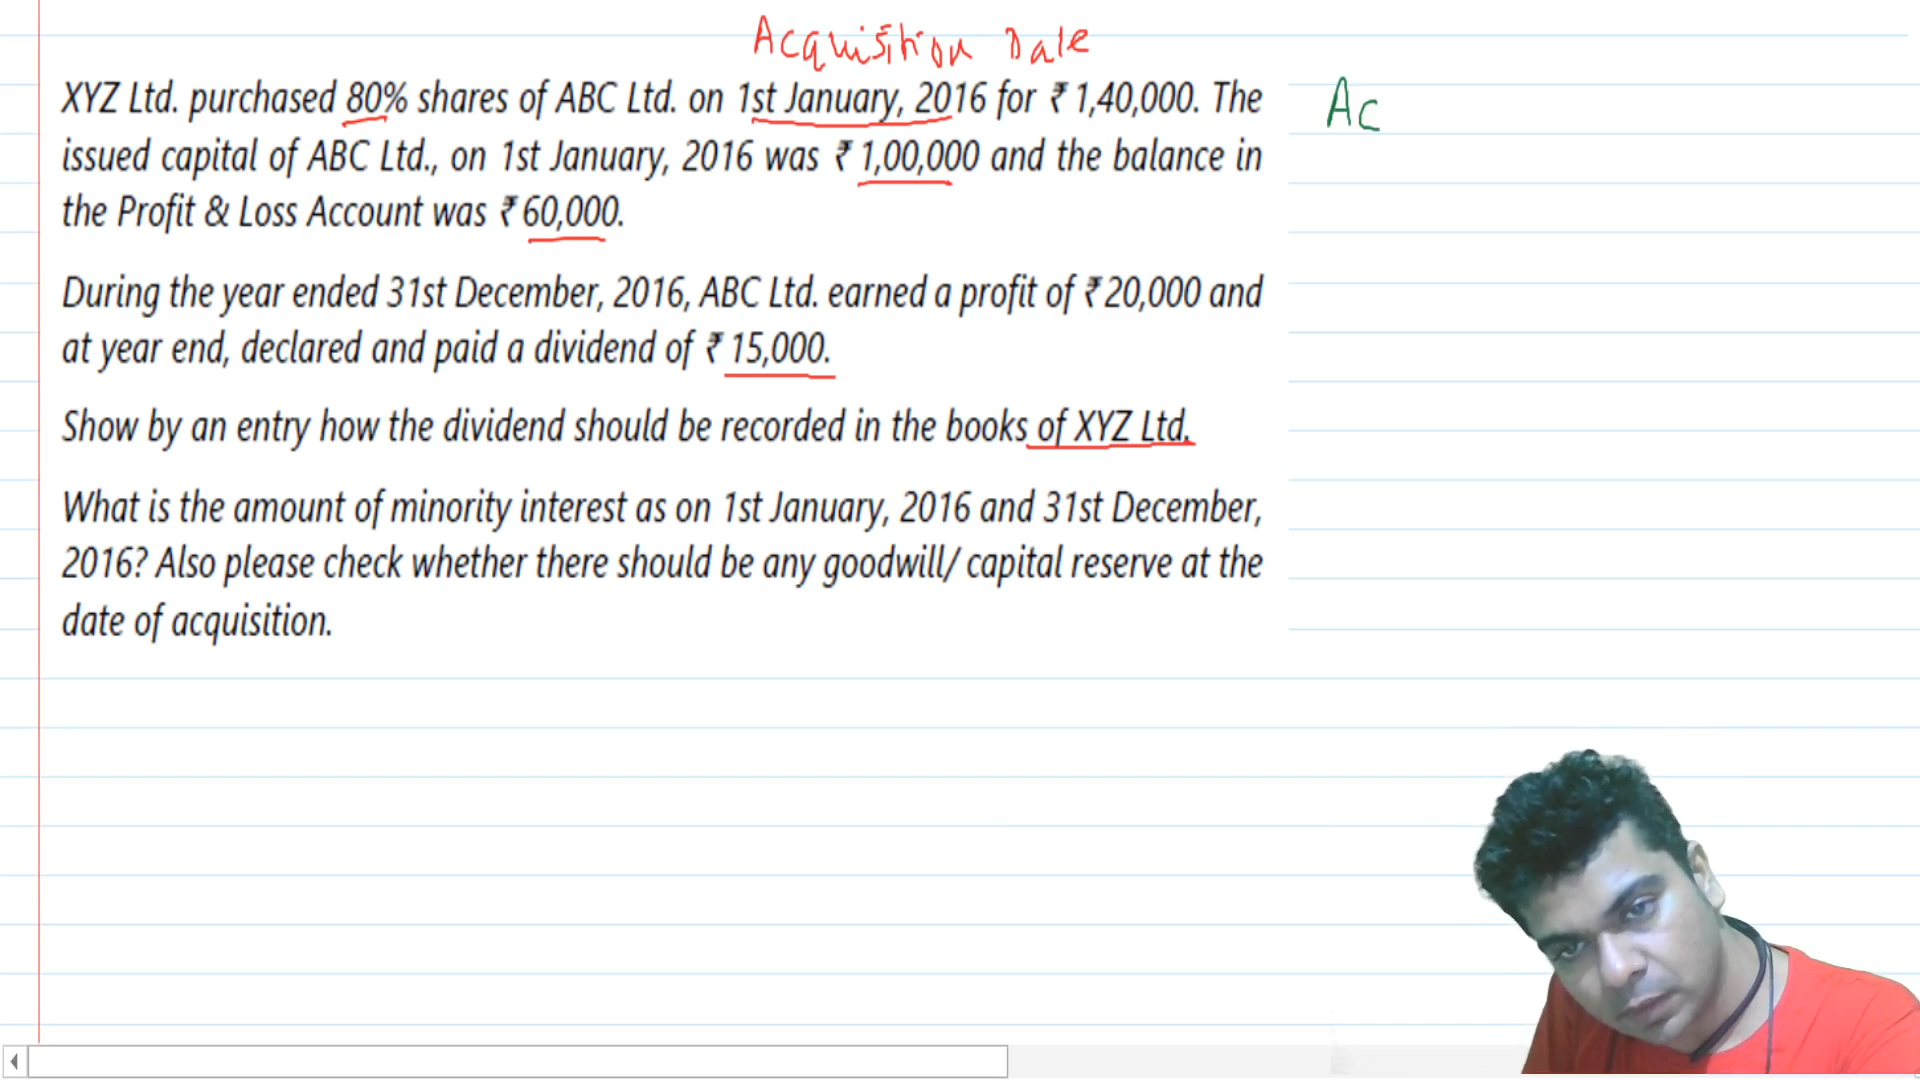 Acquisition Date
XYZ Ltd. purchased 80% shares of ABC Ltd. on 1st January, 2016 for ₹ 1,40,000. The
issued capital of ABC Ltd., on 1st January, 2016 was ₹ 1,00,000 and the balance in
the Profit & Loss Account was ₹ 60,000.
During the year ended 31st December, 2016, ABC Ltd. earned a profit of ₹ 20,000 and
at year end, declared and paid a dividend of ₹ 15,000.
Show by an entry how the dividend should be recorded in the books of XYZ Ltd.
What is the amount of minority interest as on 1st January, 2016 and 31st December,
2016? Also please check whether there should be any goodwill/ capital reserve at the
date of acquisition.
Ac